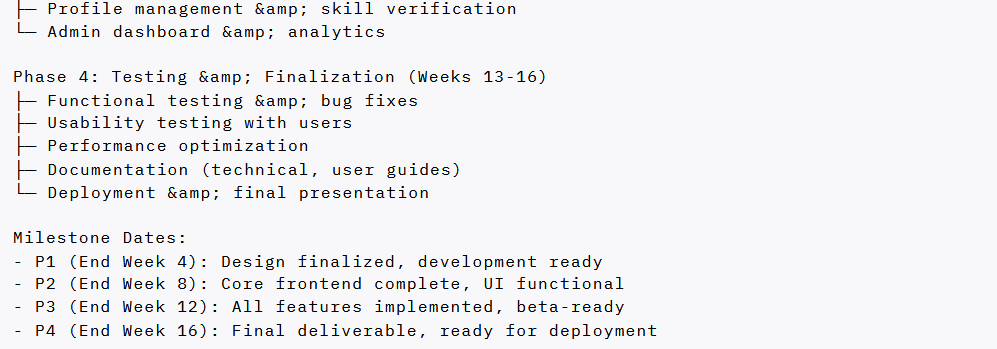 ├─ Profile management &amp; skill verification
└─ Admin dashboard &amp; analytics
Phase 4: Testing &amp; Finalization (Weeks 13-16)
├─ Functional testing &amp; bug fixes
├─ Usability testing with users
├─ Performance optimization
├─ Documentation (technical, user guides)
└─ Deployment &amp; final presentation
Milestone Dates:
- P1 (End Week 4): Design finalized, development ready
- P2 (End Week 8): Core frontend complete, UI functional
- P3 (End Week 12): All features implemented, beta-ready
- P4 (End Week 16): Final deliverable, ready for deployment